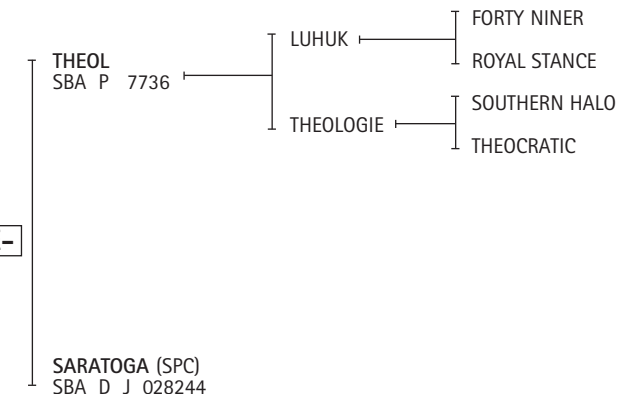 FORTY NINER
LUHUK
ROYAL STANCE
THEOL
SBA P 7736
SOUTHERN HALO
THEOLOGIE
THEOCRATIC
SARATOGA (SPC)
SBA D J 028244